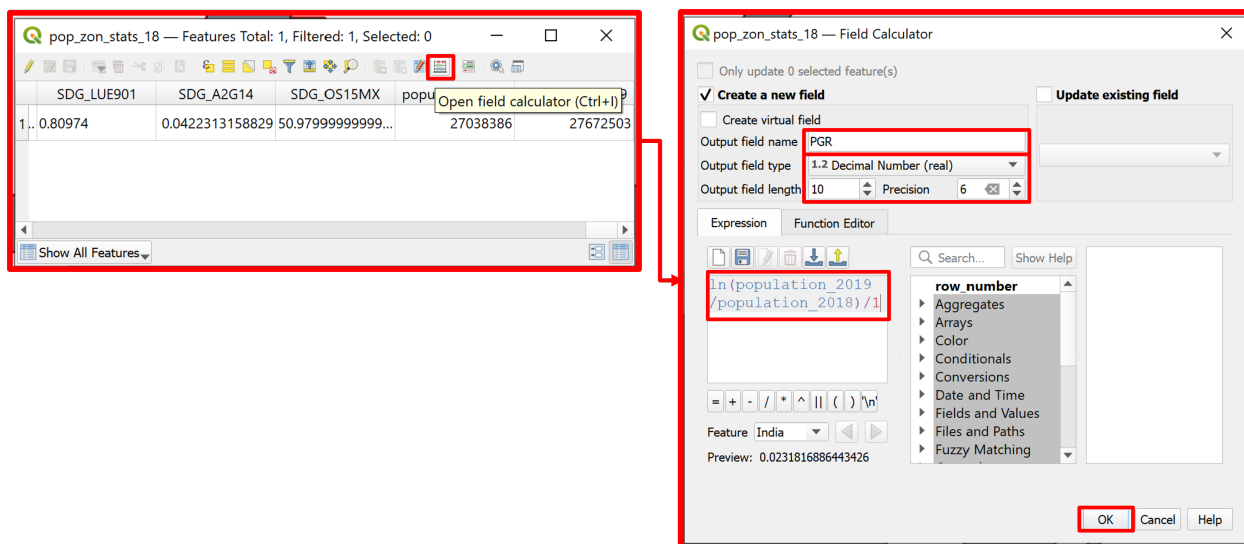 pop_zon_stats_18 — Features Total: 1, Filtered: 1, Selected: 0
SDG_LUE901 SDG_A2G14 SDG_OS15MX popu 9
Open field calculator (Ctrl+I)
1.. 0.80974 0.0422313158829 50.97999999999... 27038386 27672503
Show All Features
pop_zon_stats_18 — Field Calculator
Only update 0 selected feature(s)
Create a new field
Update existing field
Create virtual field
Output field name PGR
Output field type 1.2 Decimal Number (real)
Output field length 10 Precision 6
Expression Function Editor
Search... Show Help
ln(population_2019
/population_2018)/1
row_number
Aggregates
Arrays
Color
Conditionals
Conversions
Date and Time
Fields and Values
Files and Paths
Fuzzy Matching
= + - / * ^ || ( ) '\n'
Feature India
Preview: 0.0231816886443426
OK Cancel Help